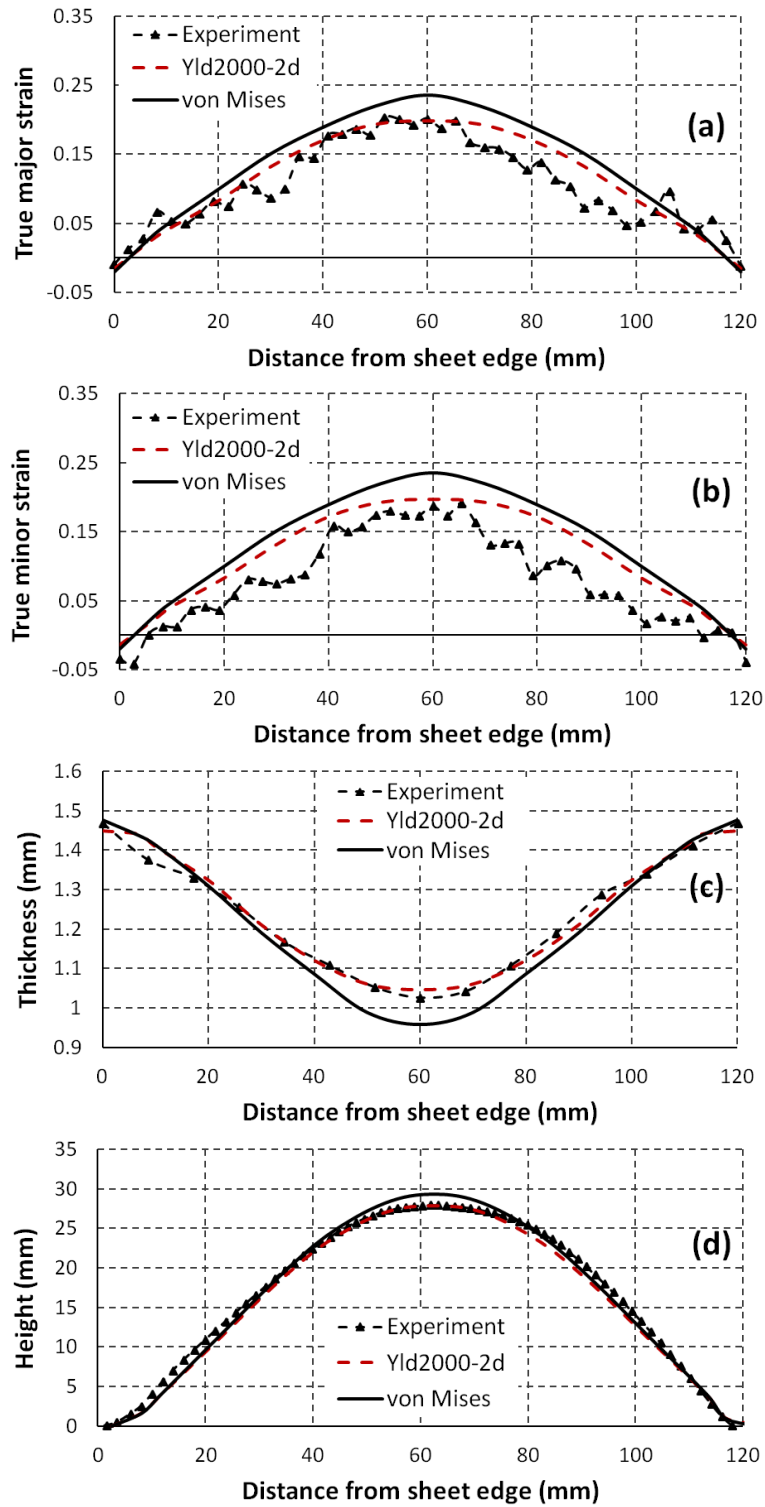 0.35
Experiment
Yld2000-2d
von Mises
0.25
(a)
True major strain
0.15
0.05
-0.05
0 20 40 60 80 100 120
Distance from sheet edge (mm)
0.35
Experiment
Yld2000-2d
von Mises
0.25
(b)
True minor strain
0.15
0.05
-0.05
0 20 40 60 80 100 120
Distance from sheet edge (mm)
1.6
Experiment
Yld2000-2d
von Mises
1.5
1.4
(c)
Thickness (mm)
1.3
1.2
1.1
1
0.9
0 20 40 60 80 100 120
Distance from sheet edge (mm)
35
30
25
(d)
Height (mm)
20
15
Experiment
Yld2000-2d
von Mises
10
5
0
0 20 40 60 80 100 120
Distance from sheet edge (mm)